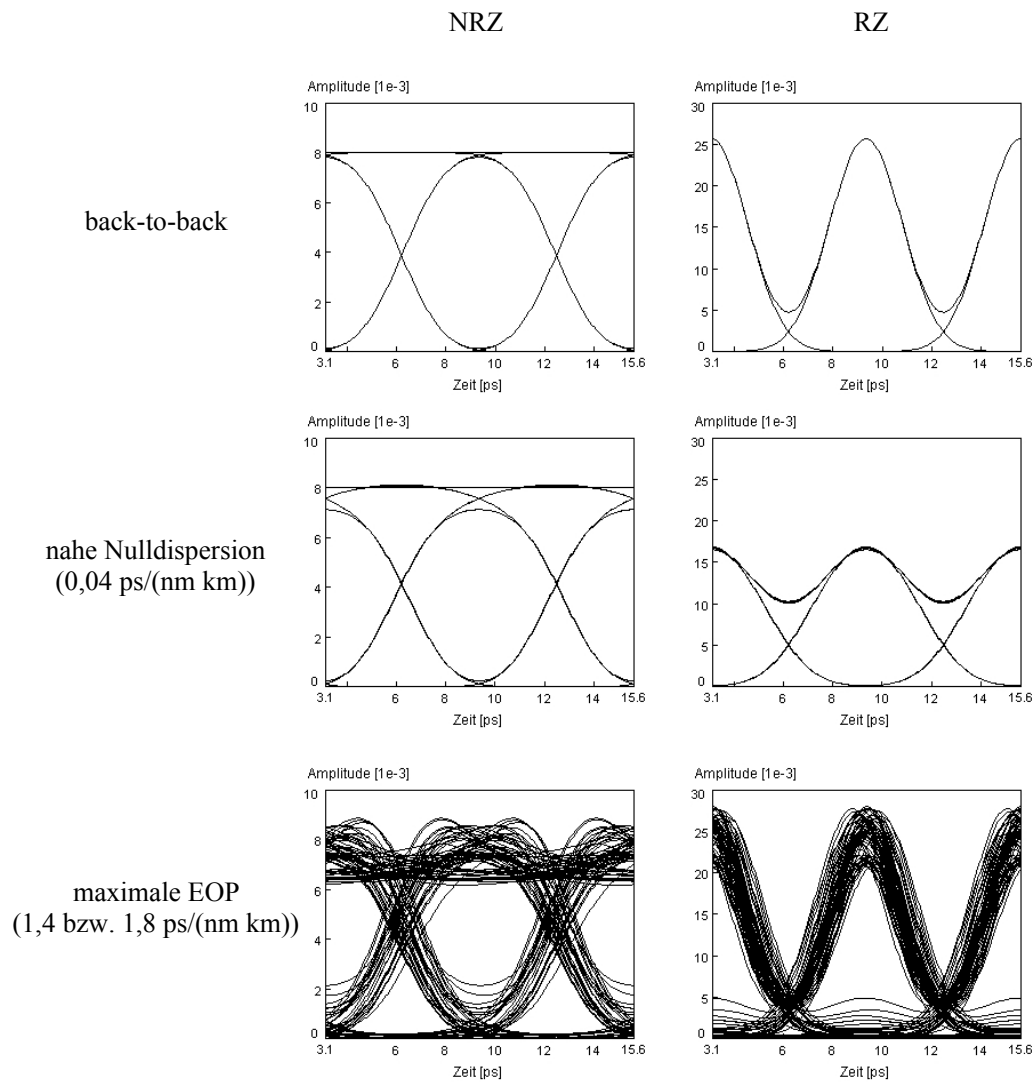 NRZ
RZ
Amplitude [1e-3]
10
8
6
4
2
0
3.1 6 8 10 12 14 15.6
Zeit [ps]
Amplitude [1e-3]
30
25
20
15
10
5
0
3.1 6 8 10 12 14 15.6
Zeit [ps]
back-to-back
Amplitude [1e-3]
10
8
6
4
2
0
3.1 6 8 10 12 14 15.6
Zeit [ps]
Amplitude [1e-3]
30
25
20
15
10
5
0
3.1 6 8 10 12 14 15.6
Zeit [ps]
nahe Nulldispersion
(0,04 ps/(nm km))
Amplitude [1e-3]
10
8
6
4
2
0
3.1 6 8 10 12 14 15.6
Zeit [ps]
Amplitude [1e-3]
30
25
20
15
10
5
0
3.1 6 8 10 12 14 15.6
Zeit [ps]
maximale EOP
(1,4 bzw. 1,8 ps/(nm km))